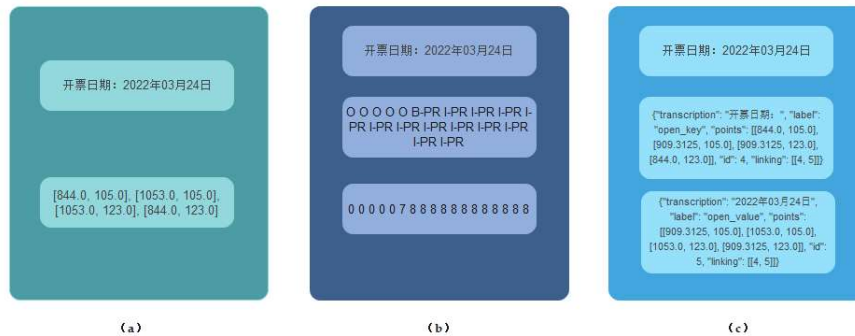 开票日期：2022年03月24日
[844.0, 105.0], [1053.0, 105.0],
[1053.0, 123.0], [844.0, 123.0]
(a)
开票日期：2022年03月24日
O O O O O B-PR I-PR I-PR I-PR I-
PR I-PR I-PR I-PR I-PR I-PR I-PR
I-PR I-PR
0 0 0 0 0 7 8 8 8 8 8 8 8 8 8 8 8 8
(b)
开票日期：2022年03月24日
{"transcription": "开票日期：", "label":
"open_key", "points": [[844.0, 105.0],
[909.3125, 105.0], [909.3125, 123.0],
[844.0, 123.0]], "id": 4, "linking": [[4, 5]]}
{"transcription": "2022年03月24日",
"label": "open_value", "points":
[[909.3125, 105.0], [1053.0, 105.0],
[1053.0, 123.0], [909.3125, 123.0]], "id":
5, "linking": [[4, 5]]}
(c)